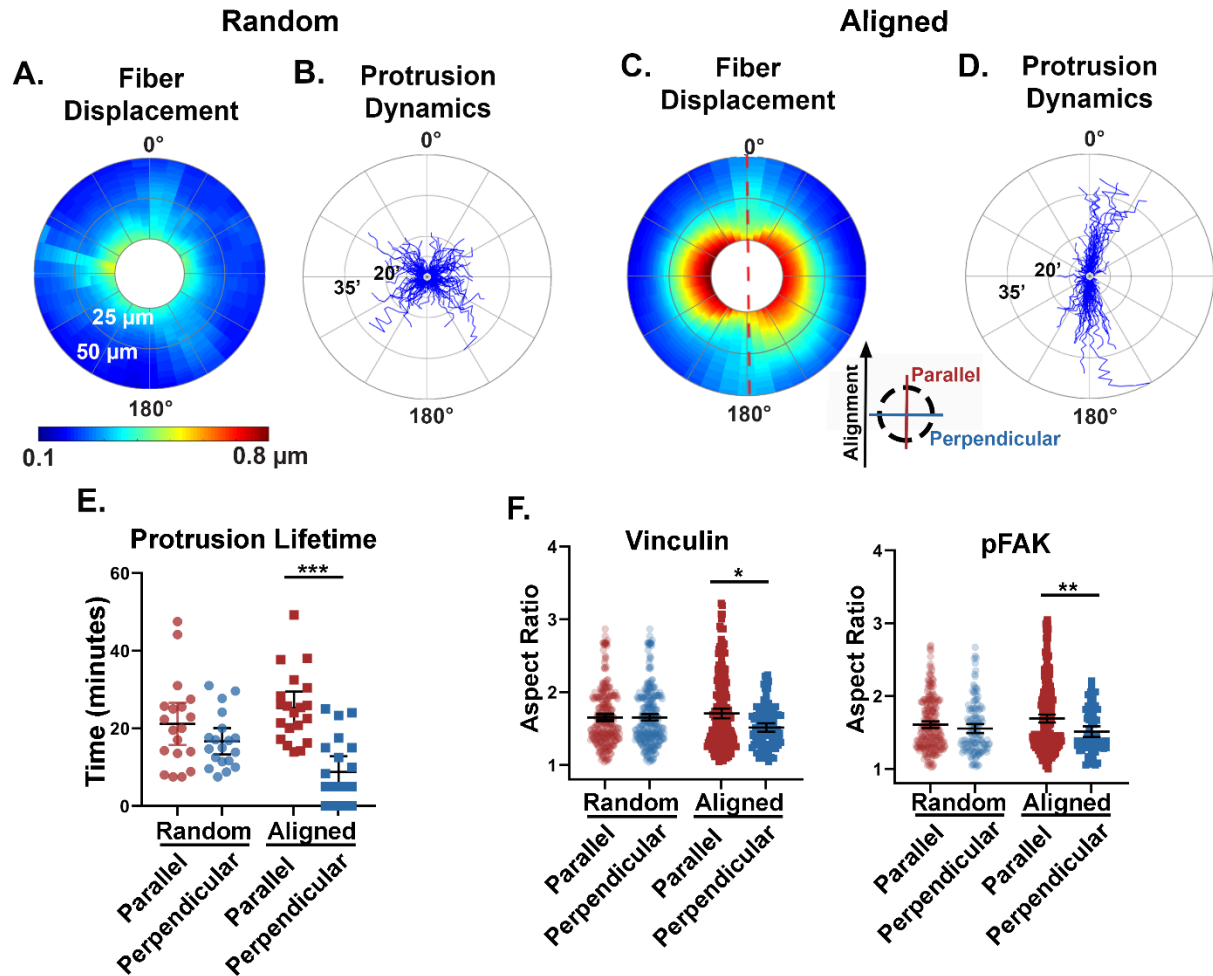 Random
Aligned
A.
Fiber
Displacement
0°
25 µm
50 µm
180°
0.1
0.8 µm
B.
Protrusion
Dynamics
0°
20'
35'
180°
C.
Fiber
Displacement
0°
180°
Alignment
Parallel
Perpendicular
D.
Protrusion
Dynamics
0°
20'
35'
180°
E.
Protrusion Lifetime
Time (minutes)
60
40
20
0
***
Random
Aligned
Parallel
Perpendicular
Parallel
Perpendicular
F.
Vinculin
Aspect Ratio
4
3
2
1
*
Random
Aligned
Parallel
Perpendicular
Parallel
Perpendicular
pFAK
Aspect Ratio
4
3
2
1
**
Random
Aligned
Parallel
Perpendicular
Parallel
Perpendicular